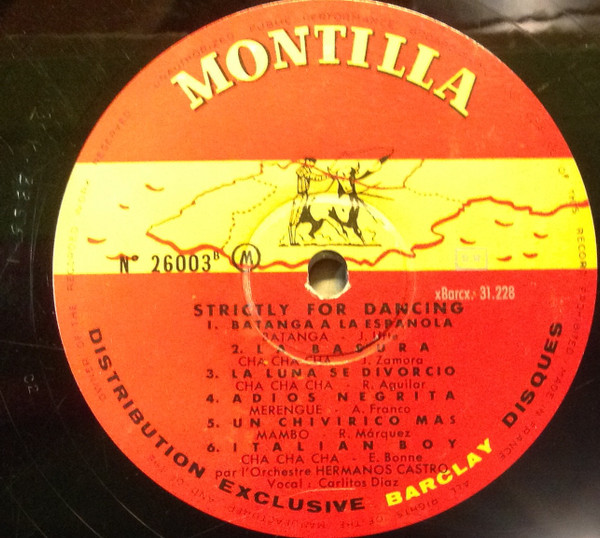 MONTILLA
Nº 26003ᴮ M
xBarcx. 31.228
STRICTLY FOR DANCING
1. BATANGA A LA ESPANOLA
BATANGA - J.
2. LA BASURA
CHA CHA CHA - J. Zamora
3. LA LUNA SE DIVORCIO
CHA CHA CHA - R. Aguilar
4. ADIOS NEGRITA
MERENGUE - A. Franco
5. UN CHIVIRICO MAS
MAMBO - R. Márquez
6. ITALIAN BOY
CHA CHA CHA - E. Bonne
par l'Orchestre HERMANOS CASTRO
Vocal : Carlitos Diaz
DISTRIBUTION EXCLUSIVE BARCLAY DISQUES